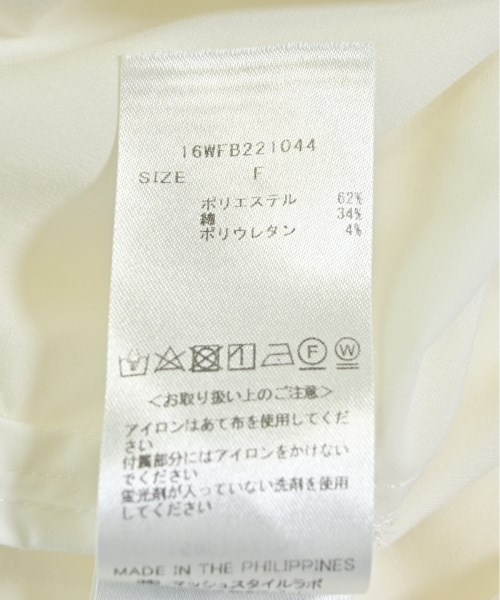 16WFB221044
SIZE F
ポリエステル 62%
綿 34%
ポリウレタン 4%
F W
<お取り扱い上のご注意>
アイロンはあて布を使用してくだ
さい
付属部分にはアイロンをかけない
でください
蛍光剤が入っていない洗剤を使用
してください
MADE IN THE PHILIPPINES
マッシュスタイルラボ